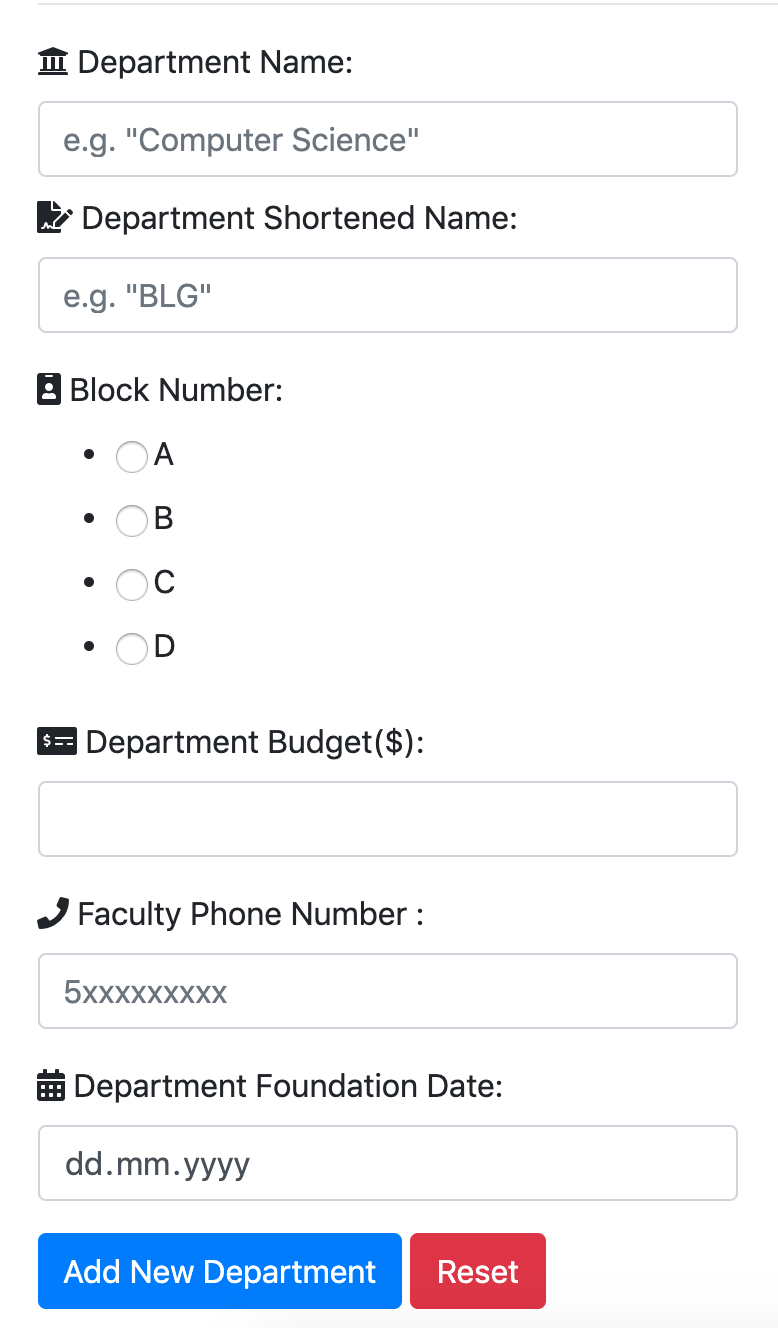 Department Name:
e.g. "Computer Science"
Department Shortened Name:
e.g. "BLG"
Block Number:
A
B
C
D
Department Budget($):
Faculty Phone Number :
5xxxxxxxxx
Department Foundation Date:
dd.mm.yyyy
Add New Department Reset